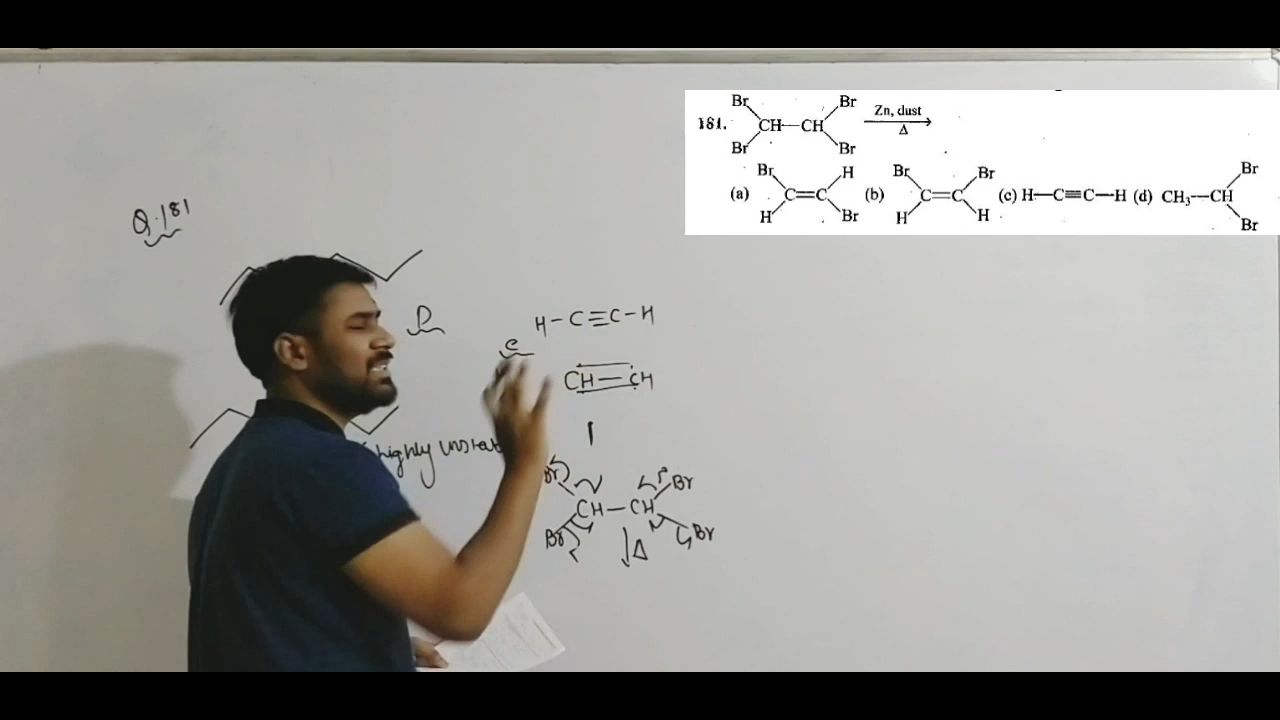 Br Br
181. CH—CH Zn, dust
Δ
Br Br
(a) Br H C=C H Br (b) Br Br C=C H H (c) H—C≡C—H (d) CH₃—CH Br Br
Q.181
D
H-C≡C-H
c
CH—CH
highly
Br Br
CH—CH
Br Br
Δ